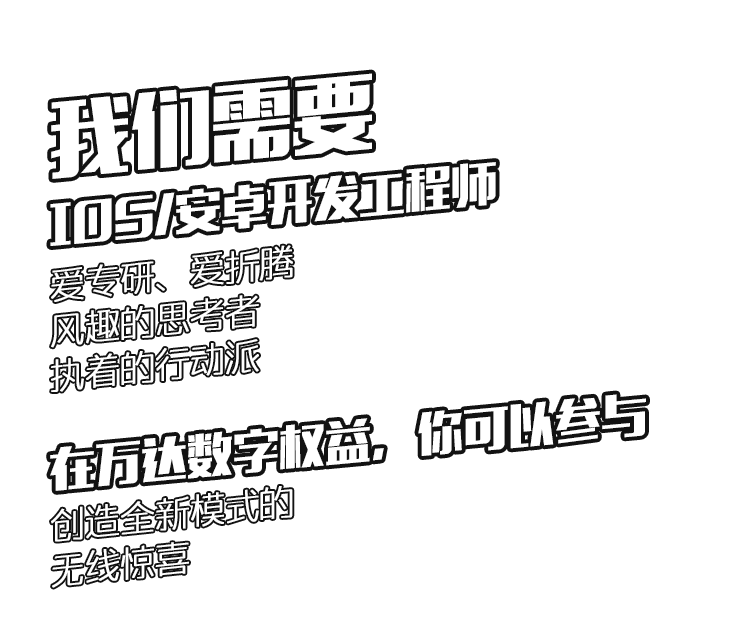 我们需要
IOS/安卓开发工程师
爱专研、爱折腾
风趣的思考者
执着的行动派
在万达数字权益，你可以参与
创造全新模式的
无线惊喜